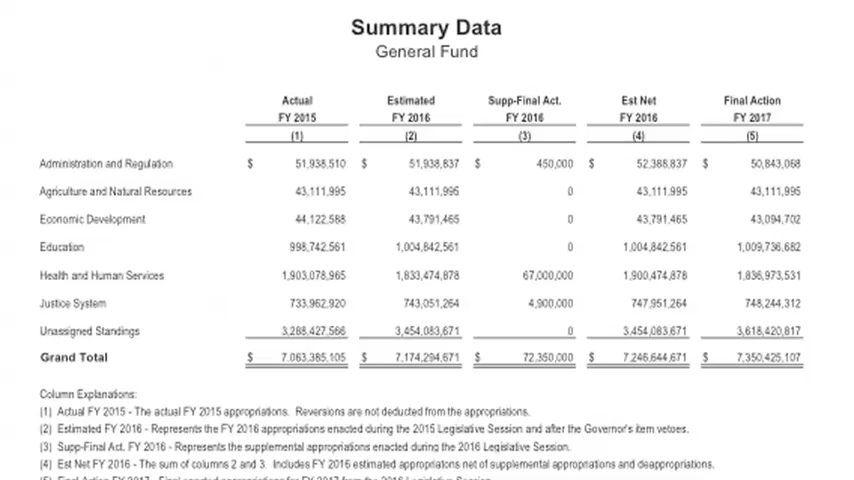 Summary Data
General Fund
Actual Estimated Supp-Final Act. Est Net Final Action
FY 2015 FY 2016 FY 2016 FY 2016 FY 2017
(1) (2) (3) (4) (5)
Administration and Regulation $ 51,938,510 $ 51,938,837 $ 450,000 $ 52,388,837 $ 50,843,068
Agriculture and Natural Resources 43,111,995 43,111,995 0 43,111,995 43,111,995
Economic Development 44,122,588 43,791,465 0 43,791,465 43,094,702
Education 998,742,561 1,004,842,561 0 1,004,842,561 1,009,736,682
Health and Human Services 1,903,078,965 1,833,474,878 67,000,000 1,900,474,878 1,836,973,531
Justice System 733,962,920 743,051,264 4,900,000 747,951,264 748,244,312
Unassigned Standings 3,288,427,566 3,454,083,671 0 3,454,083,671 3,618,420,817
Grand Total $ 7,063,385,105 $ 7,174,294,671 $ 72,350,000 $ 7,246,644,671 $ 7,350,425,107
Column Explanations:
(1) Actual FY 2015 - The actual FY 2015 appropriations. Reversions are not deducted from the appropriations.
(2) Estimated FY 2016 - Represents the FY 2016 appropriations enacted during the 2015 Legislative Session and after the Governor's item vetoes.
(3) Supp-Final Act. FY 2016 - Represents the supplemental appropriations enacted during the 2016 Legislative Session.
(4) Est Net FY 2016 - The sum of columns 2 and 3. Includes FY 2016 estimated appropriatons net of supplemental appropriations and deappropriations.